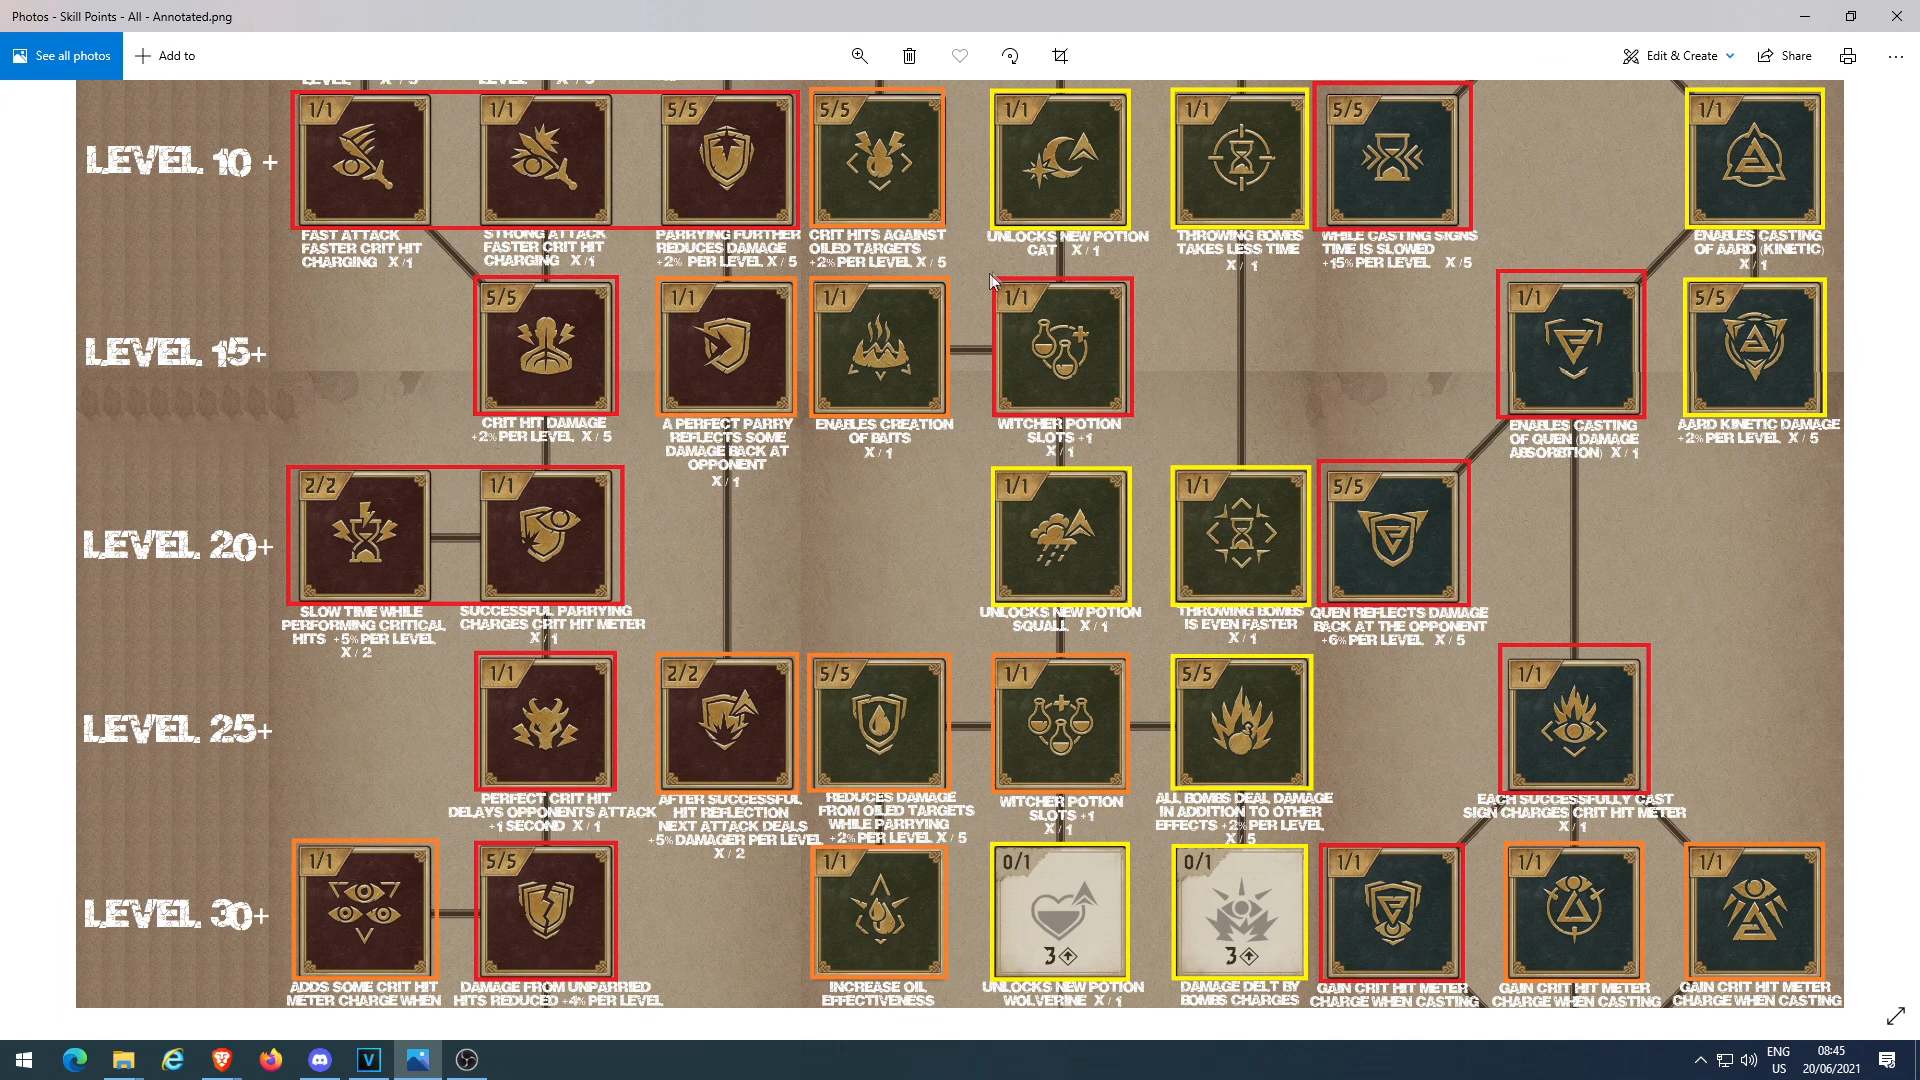 Photos - Skill Points - All - Annotated.png
See all photos
Add to
Edit & Create
Share
LEVEL X / 5
LEVEL X / 5
LEVEL 10 +
1/1
1/1
5/5
5/5
1/1
1/1
5/5
1/1
FAST ATTACK
FASTER CRIT HIT
CHARGING X /1
STRONG ATTACK
FASTER CRIT HIT
CHARGING X /1
PARRYING FURTHER
REDUCES DAMAGE
+2% PER LEVEL X / 5
CRIT HITS AGAINST
OILED TARGETS
+2% PER LEVEL X / 5
UNLOCKS NEW POTION
CAT X / 1
THROWING BOMBS
TAKES LESS TIME
X / 1
WHILE CASTING SIGNS
TIME IS SLOWED
+15% PER LEVEL X /5
ENABLES CASTING
OF AARD (KINETIC)
X / 1
LEVEL 15+
5/5
1/1
1/1
1/1
1/1
5/5
CRIT HIT DAMAGE
+2% PER LEVEL X / 5
A PERFECT PARRY
REFLECTS SOME
DAMAGE BACK AT
OPPONENT
X / 1
ENABLES CREATION
OF BAITS
X / 1
WITCHER POTION
SLOTS +1
X / 1
ENABLES CASTING
OF QUEN (DAMAGE
ABSORBTION) X / 1
AARD KINETIC DAMAGE
+2% PER LEVEL X / 5
LEVEL 20+
2/2
1/1
1/1
1/1
5/5
SLOW TIME WHILE
PERFORMING CRITICAL
HITS +5% PER LEVEL
X / 2
SUCCESSFUL PARRYING
CHARGES CRIT HIT METER
X / 1
UNLOCKS NEW POTION
SQUALL X / 1
THROWING BOMBS
IS EVEN FASTER
X / 1
QUEN REFLECTS DAMAGE
BACK AT THE OPPONENT
+6% PER LEVEL X / 5
LEVEL 25+
1/1
2/2
5/5
1/1
5/5
1/1
PERFECT CRIT HIT
DELAYS OPPONENTS ATTACK
+1 SECOND X / 1
AFTER SUCCESSFUL
HIT REFLECTION
NEXT ATTACK DEALS
+5% DAMAGER PER LEVEL
X / 2
REDUCES DAMAGE
FROM OILED TARGETS
WHILE PARRYING
+2% PER LEVEL X / 5
WITCHER POTION
SLOTS +1
X / 1
ALL BOMBS DEAL DAMAGE
IN ADDITION TO OTHER
EFFECTS +2% PER LEVEL
X / 5
EACH SUCCESSFULLY CAST
SIGN CHARGES CRIT HIT METER
X / 1
LEVEL 30+
1/1
5/5
1/1
0/1
3
0/1
3
1/1
1/1
1/1
ADDS SOME CRIT HIT
METER CHARGE WHEN
DAMAGE FROM UNPARRIED
HITS REDUCED +4% PER LEVEL
INCREASE OIL
EFFECTIVENESS
UNLOCKS NEW POTION
WOLVERINE X / 1
DAMAGE DELT BY
BOMBS CHARGES
GAIN CRIT HIT METER
CHARGE WHEN CASTING
GAIN CRIT HIT METER
CHARGE WHEN CASTING
GAIN CRIT HIT METER
CHARGE WHEN CASTING
ENG
US
08:45
20/06/2021